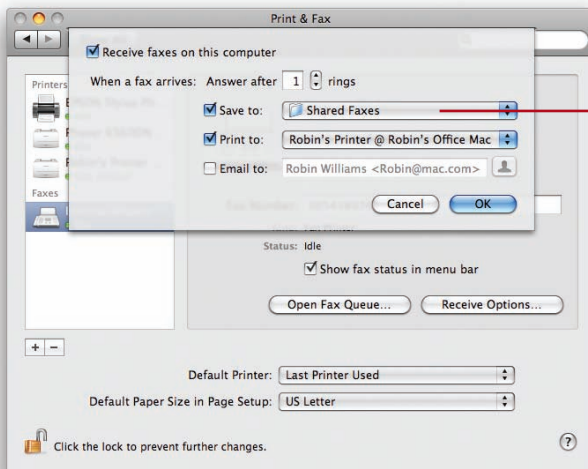 Print & Fax
Receive faxes on this computer
When a fax arrives: Answer after 1 rings
Save to: Shared Faxes
Print to: Robin's Printer @ Robin's Office Mac
Email to: Robin Williams <Robin@mac.com>
Cancel OK
Printers
Faxes
Status: Idle
Show fax status in menu bar
Open Fax Queue... Receive Options...
+ −
Default Printer: Last Printer Used
Default Paper Size in Page Setup: US Letter
Click the lock to prevent further changes. ?